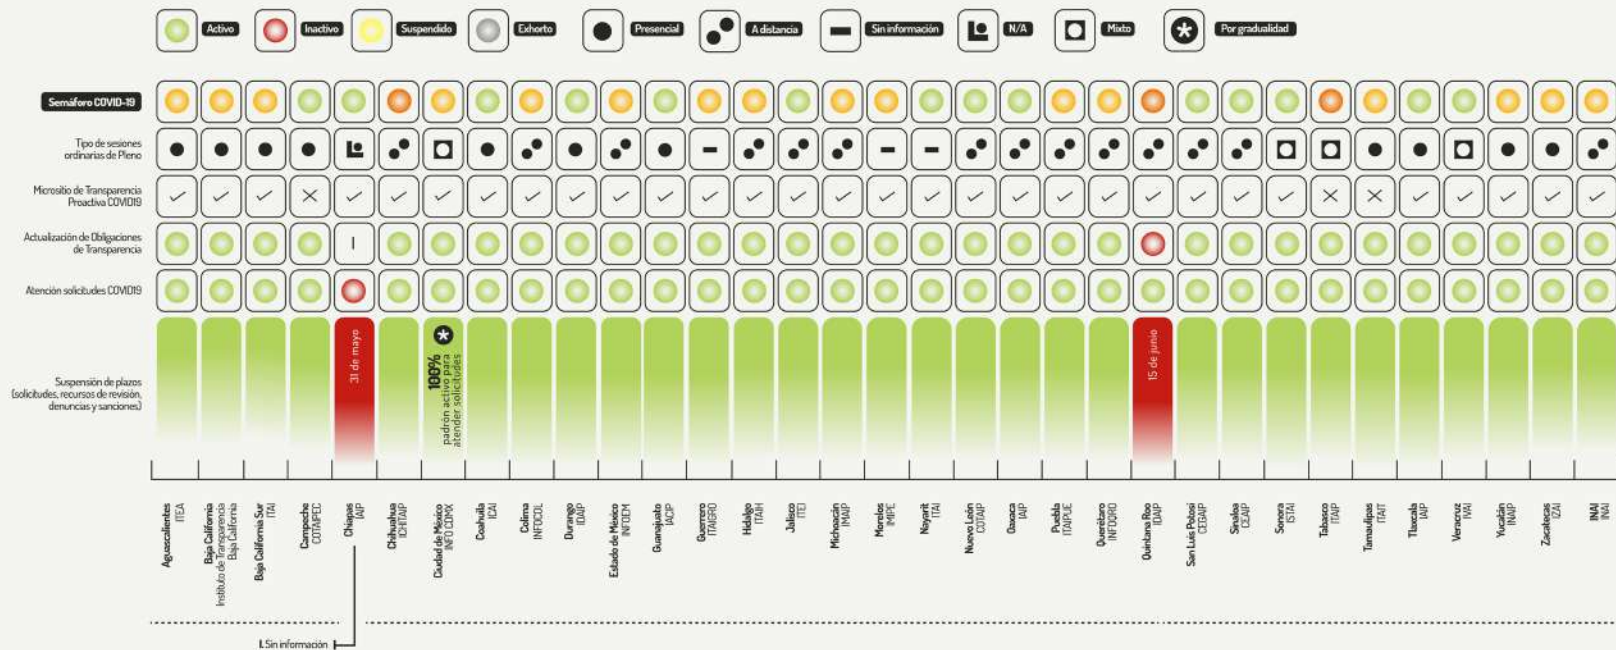 Activo
Inactivo
Suspendido
Exhorto
Presencial
A distancia
Sin información
N/A
Mixto
Por gradualidad
Semáforo COVID-19
Tipo de sesiones
ordinarias de Pleno
Micrositio de Transparencia
Proactiva COVID19
Actualización de Obligaciones
de Transparencia
I
Atención solicitudes COVID19
Suspensión de plazos
(solicitudes, recursos de revisión,
denuncias y sanciones)
31 de mayo
100%
padrón activo para
atender solicitudes
15 de junio
Aguascalientes
ITEA
Baja California
Instituto de Transparencia
Baja California
Baja California Sur
ITAI
Campeche
COTAIPEC
Chiapas
IAIP
Chihuahua
ICHITAIP
Ciudad de México
INFO CDMX
Coahuila
ICAI
Colima
INFOCOL
Durango
IDAIP
Estado de México
INFOEM
Guanajuato
IACIP
Guerrero
ITAIGRO
Hidalgo
ITAIH
Jalisco
ITEI
Michoacán
IMAIP
Morelos
IMIPE
Nayarit
ITAI
Nuevo León
COTAIP
Oaxaca
IAIP
Puebla
ITAIPUE
Querétaro
INFOQRO
Quintana Roo
IDAIP
San Luis Potosí
CEGAIP
Sinaloa
CEAIP
Sonora
ISTAI
Tabasco
ITAIP
Tamaulipas
ITAIT
Tlaxcala
IAIP
Veracruz
IVAI
Yucatán
INAIP
Zacatecas
IZAI
INAI
INAI
I. Sin información